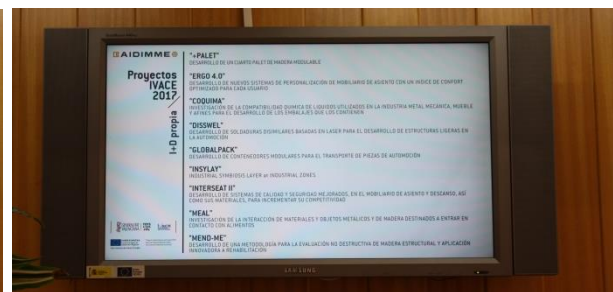 AIDIMME
Proyectos
IVACE
2017
I+D propia
"+PALET"
DESARROLLO DE UN CUARTO PALET DE MADERA MODULABLE
"ERGO 4.0"
DESARROLLO DE NUEVOS SISTEMAS DE PERSONALIZACIÓN DE MOBILIARIO DE ASIENTO CON UN INDICE DE CONFORT
OPTIMIZADO PARA CADA USUARIO
"COQUIMA"
INVESTIGACIÓN DE LA COMPATIBILIDAD QUIMICA DE LIQUIDOS UTILIZADOS EN LA INDUSTRIA METAL MECÁNICA, MUEBLE
Y AFINES PARA EL DESARROLLO DE LOS EMBALAJES QUE LOS CONTIENEN
"DISSWEL"
DESARROLLO DE SOLDADURAS DISIMILARES BASADAS EN LASER PARA EL DESARROLLO DE ESTRUCTURAS LIGERAS EN
LA AUTOMOCIÓN
"GLOBALPACK"
DESARROLLO DE CONTENEDORES MODULARES PARA EL TRANSPORTE DE PIEZAS DE AUTOMOCIÓN
"INSYLAY"
INDUSTRIAL SYMBIOSIS LAYER in INDUSTRIAL ZONES.
"INTERSEAT II"
DESARROLLO DE SISTEMAS DE CALIDAD Y SEGURIDAD MEJORADOS, EN EL MOBILIARIO DE ASIENTO Y DESCANSO, ASÍ
COMO SUS MATERIALES, PARA INCREMENTAR SU COMPETITIVIDAD
"MEAL"
INVESTIGACIÓN DE LA INTERACCIÓN DE MATERIALES Y OBJETOS METÁLICOS Y DE MADERA DESTINADOS A ENTRAR EN
CONTACTO CON ALIMENTOS
"MEND-ME"
DESARROLLO DE UNA METODOLOGÍA PARA LA EVALUACIÓN NO DESTRUCTIVA DE MADERA ESTRUCTURAL Y APLICACIÓN
INNOVADORA A REHABILITACIÓN